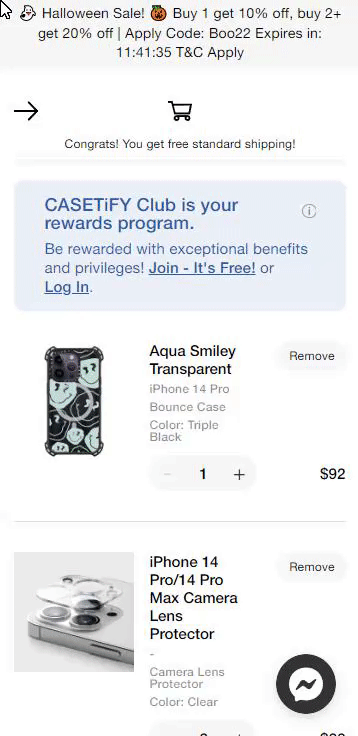 Halloween Sale! 🎃 Buy 1 get 10% off, buy 2+
get 20% off | Apply Code: Boo22 Expires in:
11:41:35 T&C Apply
Congrats! You get free standard shipping!
CASETiFY Club is your
rewards program.
Be rewarded with exceptional benefits
and privileges! Join - It's Free! or
Log In.
Aqua Smiley
Transparent
Remove
iPhone 14 Pro
Bounce Case
Color: Triple
Black
− 1 +
$92
iPhone 14
Pro/14 Pro
Max Camera
Lens
Protector
Remove
-
Camera Lens
Protector
Color: Clear